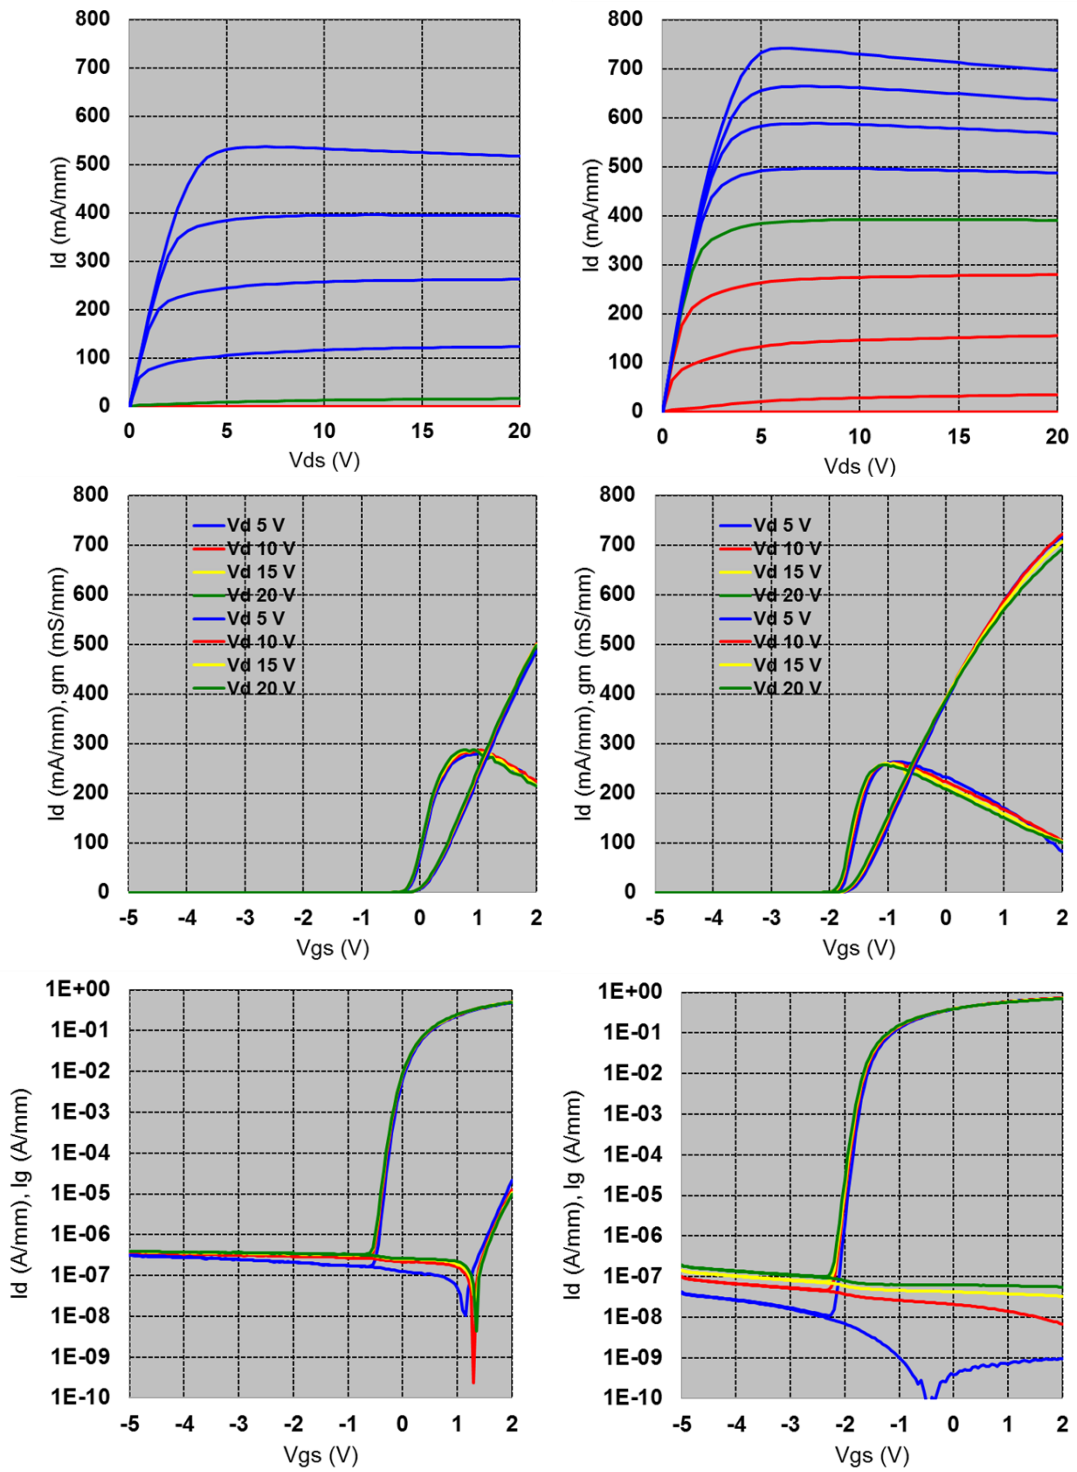 800
700
600
500
400
300
200
100
0
Id (mA/mm)
0 5 10 15 20
Vds (V)
800
700
600
500
400
300
200
100
0
Id (mA/mm)
0 5 10 15 20
Vds (V)
800
700
600
500
400
300
200
100
0
Id (mA/mm), gm (mS/mm)
Vd 5 V
Vd 10 V
Vd 15 V
Vd 20 V
Vd 5 V
Vd 10 V
Vd 15 V
Vd 20 V
-5 -4 -3 -2 -1 0 1 2
Vgs (V)
800
700
600
500
400
300
200
100
0
Id (mA/mm), gm (mS/mm)
Vd 5 V
Vd 10 V
Vd 15 V
Vd 20 V
Vd 5 V
Vd 10 V
Vd 15 V
Vd 20 V
-5 -4 -3 -2 -1 0 1 2
Vgs (V)
1E+00
1E-01
1E-02
1E-03
1E-04
1E-05
1E-06
1E-07
1E-08
1E-09
1E-10
Id (A/mm), Ig (A/mm)
-5 -4 -3 -2 -1 0 1 2
Vgs (V)
1E+00
1E-01
1E-02
1E-03
1E-04
1E-05
1E-06
1E-07
1E-08
1E-09
1E-10
Id (A/mm), Ig (A/mm)
-5 -4 -3 -2 -1 0 1 2
Vgs (V)